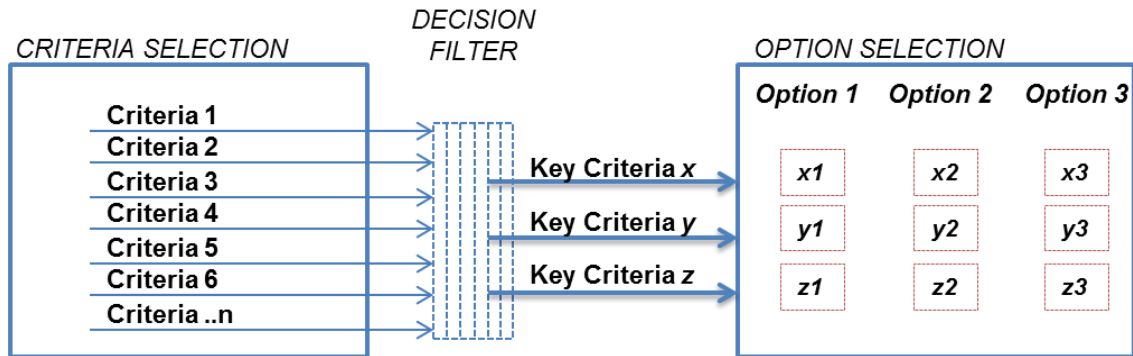 DECISION
FILTER
CRITERIA SELECTION
OPTION SELECTION
Criteria 1
Criteria 2
Criteria 3
Criteria 4
Criteria 5
Criteria 6
Criteria ..n
Key Criteria x
Key Criteria y
Key Criteria z
Option 1 Option 2 Option 3
x1 x2 x3
y1 y2 y3
z1 z2 z3